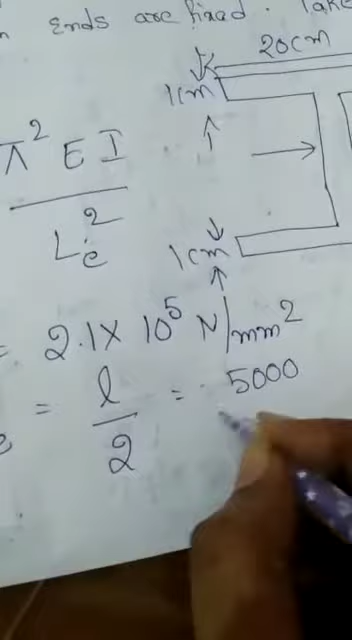 Ends are fixed. Take
20cm
1cm
π² E I
Le²
1cm
= 2.1 × 10⁵ N/mm²
e = l/2 = 5000